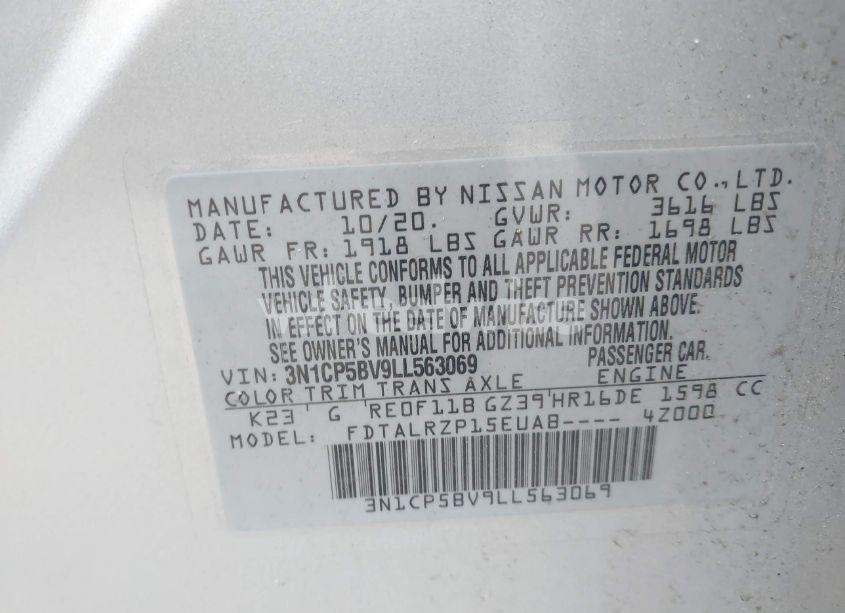 MANUFACTURED BY NISSAN MOTOR CO., LTD.
DATE: 10/20. GVWR: 3616 LBS
GAWR FR: 1918 LBS GAWR RR: 1698 LBS
THIS VEHICLE CONFORMS TO ALL APPLICABLE FEDERAL MOTOR
VEHICLE SAFETY, BUMPER AND THEFT PREVENTION STANDARDS
IN EFFECT ON THE DATE OF MANUFACTURE SHOWN ABOVE.
SEE OWNER'S MANUAL FOR ADDITIONAL INFORMATION.
VIN: 3N1CP5BV9LL563069 PASSENGER CAR.
COLOR TRIM TRANS AXLE ENGINE
K23 G RE0F11B GZ39 HR16DE 1598 CC
MODEL: FDTALRZP15EUAB---- 4Z000
3N1CP5BV9LL563069